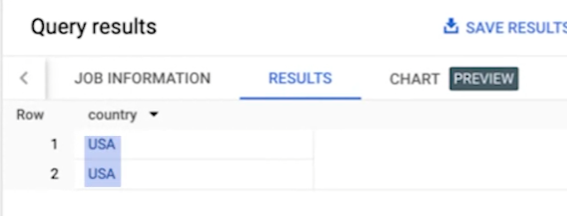 Query results
SAVE RESULTS
JOB INFORMATION RESULTS CHART PREVIEW
Row country
1 USA
2 USA